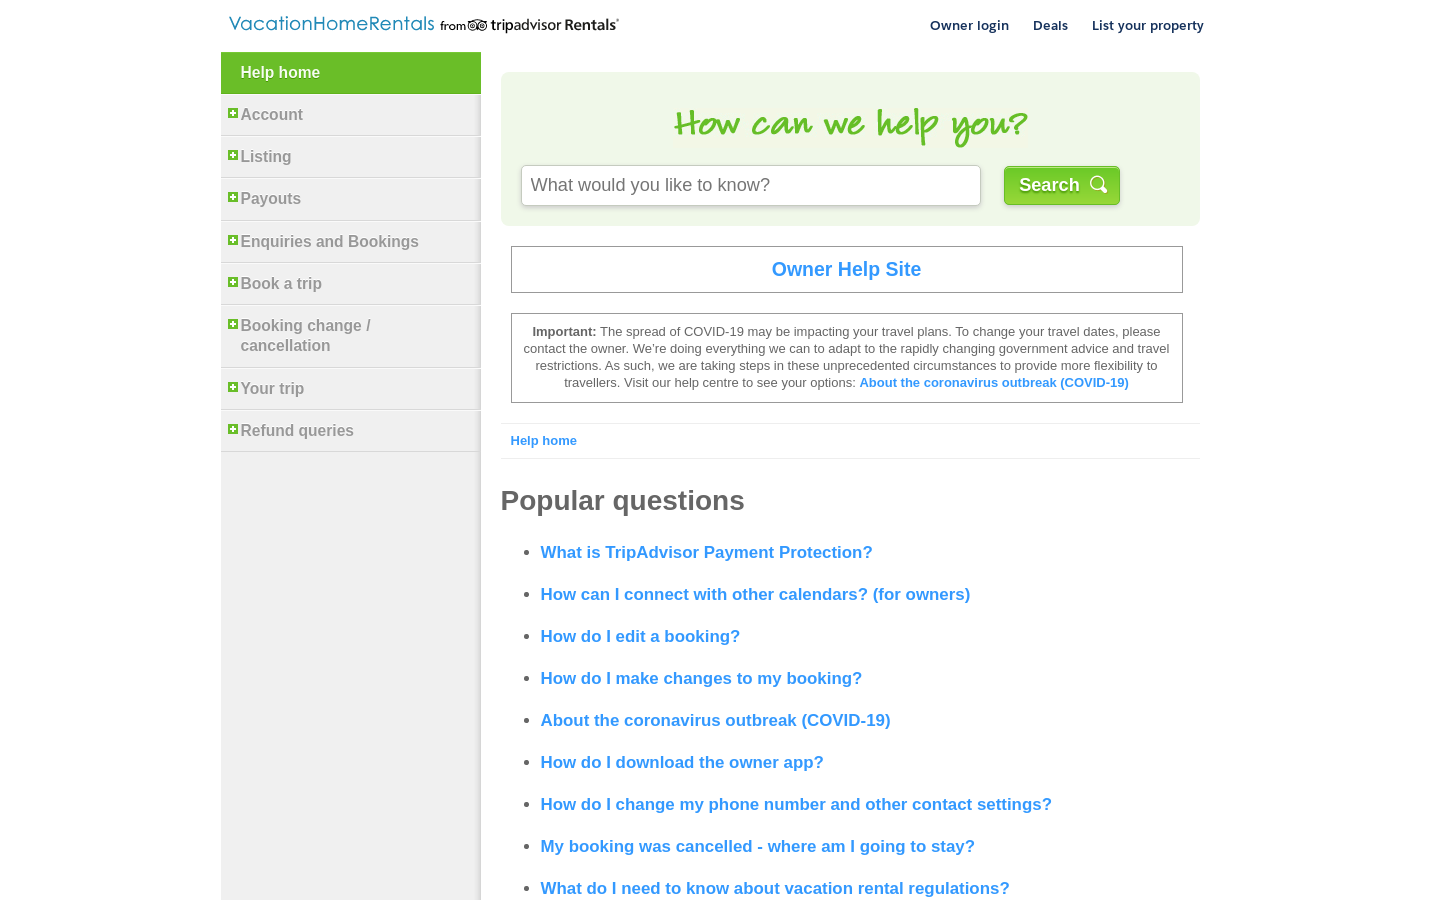 VacationHomeRentals from tripadvisor Rentals®
Owner login
Deals
List your property
Help home
Account
Listing
Payouts
Enquiries and Bookings
Book a trip
Booking change /
cancellation
Your trip
Refund queries
How can we help you?
What would you like to know?
Search
Owner Help Site
Important: The spread of COVID-19 may be impacting your travel plans. To change your travel dates, please
contact the owner. We're doing everything we can to adapt to the rapidly changing government advice and travel
restrictions. As such, we are taking steps in these unprecedented circumstances to provide more flexibility to
travellers. Visit our help centre to see your options: About the coronavirus outbreak (COVID-19)
Help home
Popular questions
What is TripAdvisor Payment Protection?
How can I connect with other calendars? (for owners)
How do I edit a booking?
How do I make changes to my booking?
About the coronavirus outbreak (COVID-19)
How do I download the owner app?
How do I change my phone number and other contact settings?
My booking was cancelled - where am I going to stay?
What do I need to know about vacation rental regulations?